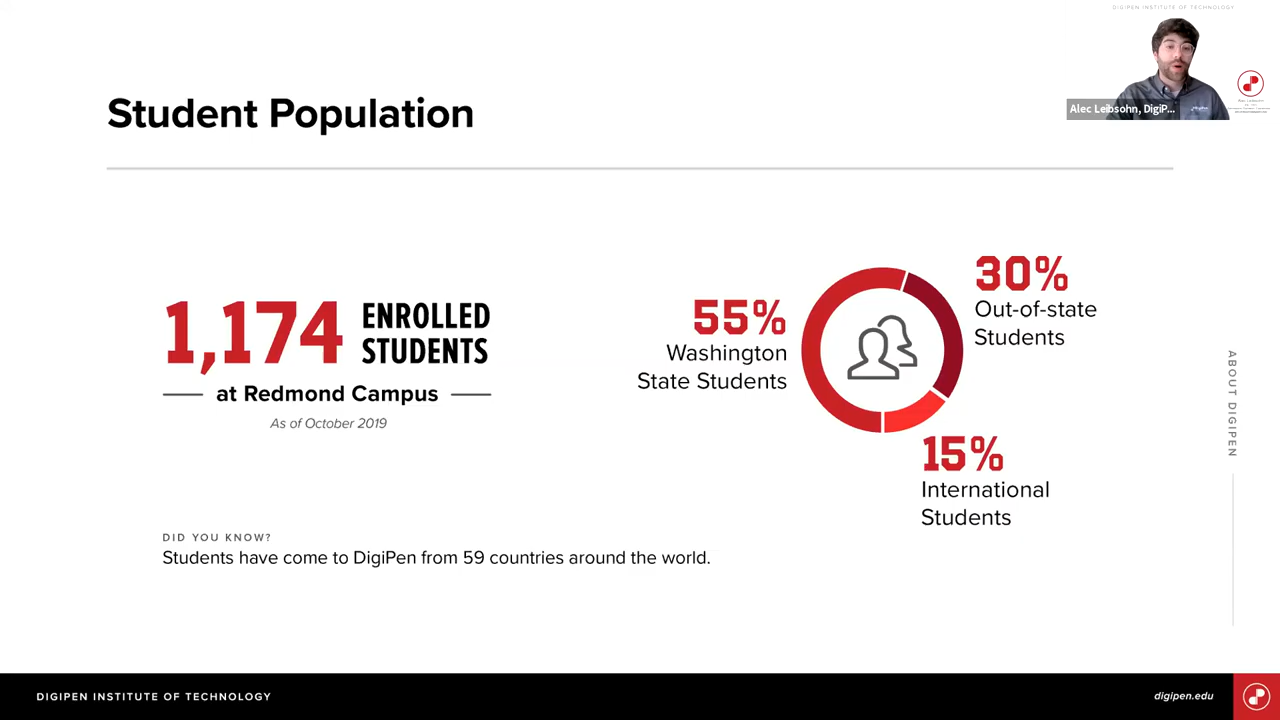 DIGIPEN INSTITUTE OF TECHNOLOGY
Alec Leibsohn, DigiP...
Alec Leibsohn
Student Population
1,174 ENROLLED
STUDENTS
at Redmond Campus
As of October 2019
55%
Washington
State Students
30%
Out-of-state
Students
15%
International
Students
DID YOU KNOW?
Students have come to DigiPen from 59 countries around the world.
ABOUT DIGIPEN
DIGIPEN INSTITUTE OF TECHNOLOGY
digipen.edu